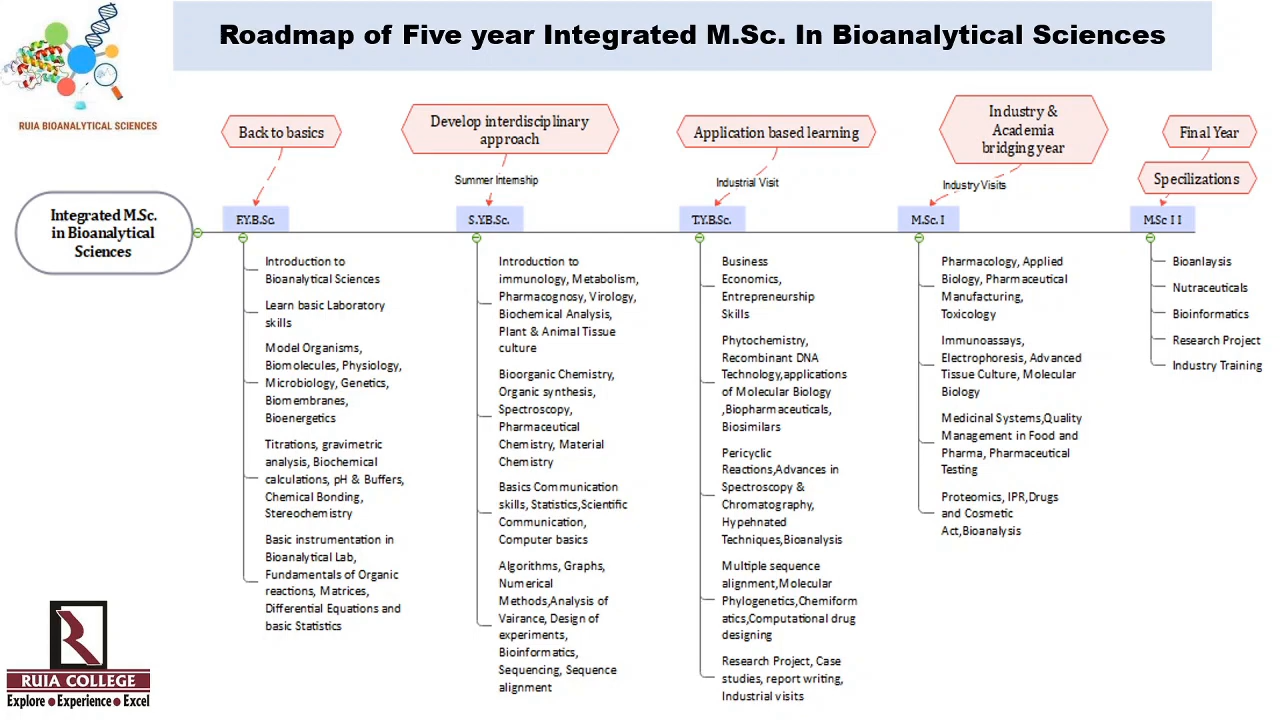 Roadmap of Five year Integrated M.Sc. In Bioanalytical Sciences
RUIA BIOANALYTICAL SCIENCES
Integrated M.Sc.
in Bioanalytical
Sciences
Back to basics
F.Y.B.Sc.
Introduction to
Bioanalytical Sciences
Learn basic Laboratory
skills
Model Organisms,
Biomolecules, Physiology,
Microbiology, Genetics,
Biomembranes,
Bioenergetics
Titrations, gravimetric
analysis, Biochemical
calculations, pH & Buffers,
Chemical Bonding,
Stereochemistry
Basic instrumentation in
Bioanalytical Lab,
Fundamentals of Organic
reactions, Matrices,
Differential Equations and
basic Statistics
Develop interdisciplinary
approach
Summer Internship
S.Y.B.Sc.
Introduction to
immunology, Metabolism,
Pharmacognosy, Virology,
Biochemical Analysis,
Plant & Animal Tissue
culture
Bioorganic Chemistry,
Organic synthesis,
Spectroscopy,
Pharmaceutical
Chemistry, Material
Chemistry
Basics Communication
skills, Statistics,Scientific
Communication,
Computer basics
Algorithms, Graphs,
Numerical
Methods,Analysis of
Vairance, Design of
experiments,
Bioinformatics,
Sequencing, Sequence
alignment
Application based learning
Industrial Visit
T.Y.B.Sc.
Business
Economics,
Entrepreneurship
Skills
Phytochemistry,
Recombinant DNA
Technology,applications
of Molecular Biology
,Biopharmaceuticals,
Biosimilars
Pericyclic
Reactions,Advances in
Spectroscopy &
Chromatography,
Hypehnated
Techniques,Bioanalysis
Multiple sequence
alignment,Molecular
Phylogenetics,Chemiform
atics,Computational drug
designing
Research Project, Case
studies, report writing,
Industrial visits
Industry &
Academia
bridging year
Industry Visits
M.Sc. I
Pharmacology, Applied
Biology, Pharmaceutical
Manufacturing,
Toxicology
Immunoassays,
Electrophoresis, Advanced
Tissue Culture, Molecular
Biology
Medicinal Systems,Quality
Management in Food and
Pharma, Pharmaceutical
Testing
Proteomics, IPR,Drugs
and Cosmetic
Act,Bioanalysis
Final Year
Specilizations
M.Sc I I
Bioanlaysis
Nutraceuticals
Bioinformatics
Research Project
Industry Training
RUIA COLLEGE
Explore ● Experience ● Excel